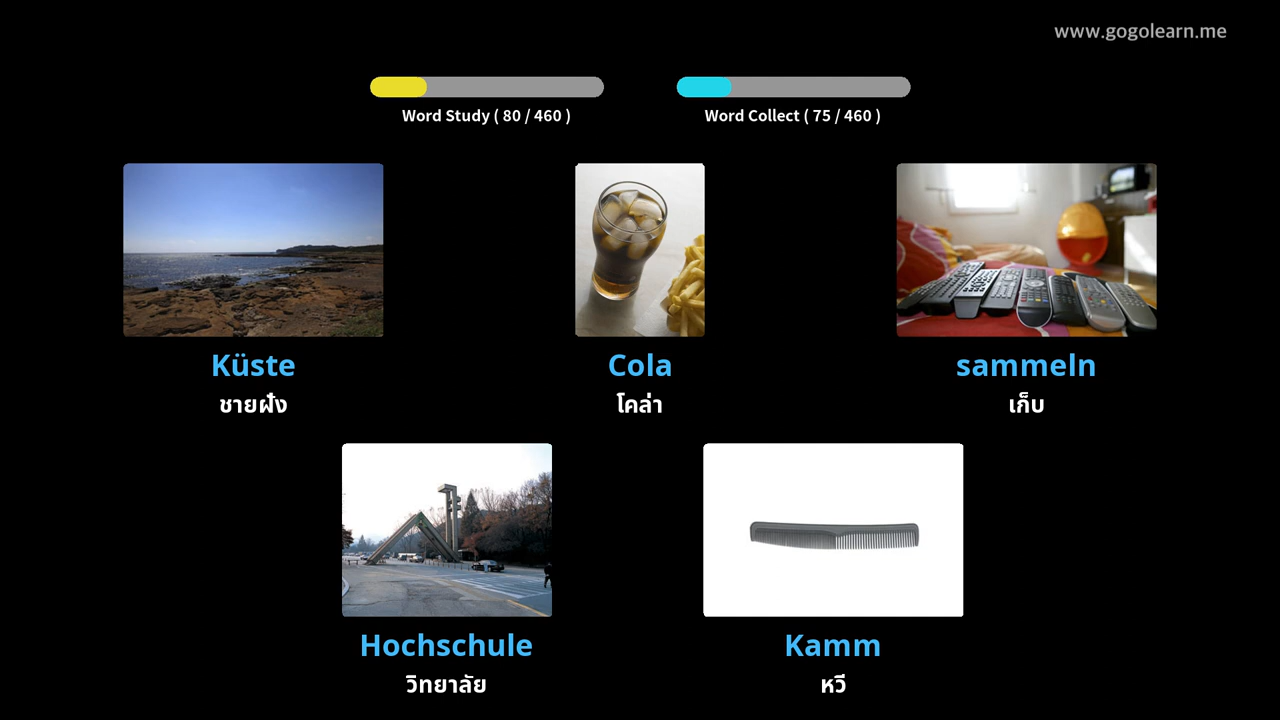 www.gogolearn.me
Word Study ( 80 / 460 )
Word Collect ( 75 / 460 )
Küste
ชายฝั่ง
Cola
โคล่า
sammeln
เก็บ
Hochschule
วิทยาลัย
Kamm
หวี